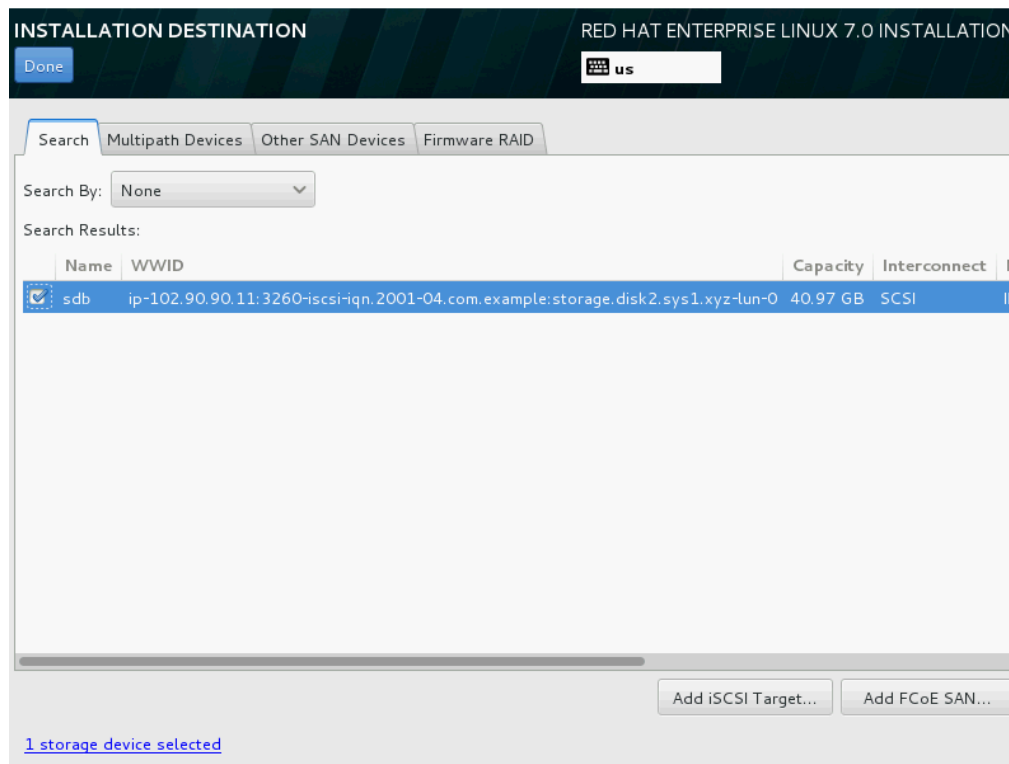 INSTALLATION DESTINATION
RED HAT ENTERPRISE LINUX 7.0 INSTALLATION
Done
us
Search Multipath Devices Other SAN Devices Firmware RAID
Search By: None
Search Results:
Name WWID Capacity Interconnect
sdb ip-102.90.90.11:3260-iscsi-iqn.2001-04.com.example:storage.disk2.sys1.xyz-lun-0 40.97 GB SCSI
Add iSCSI Target... Add FCoE SAN...
1 storage device selected